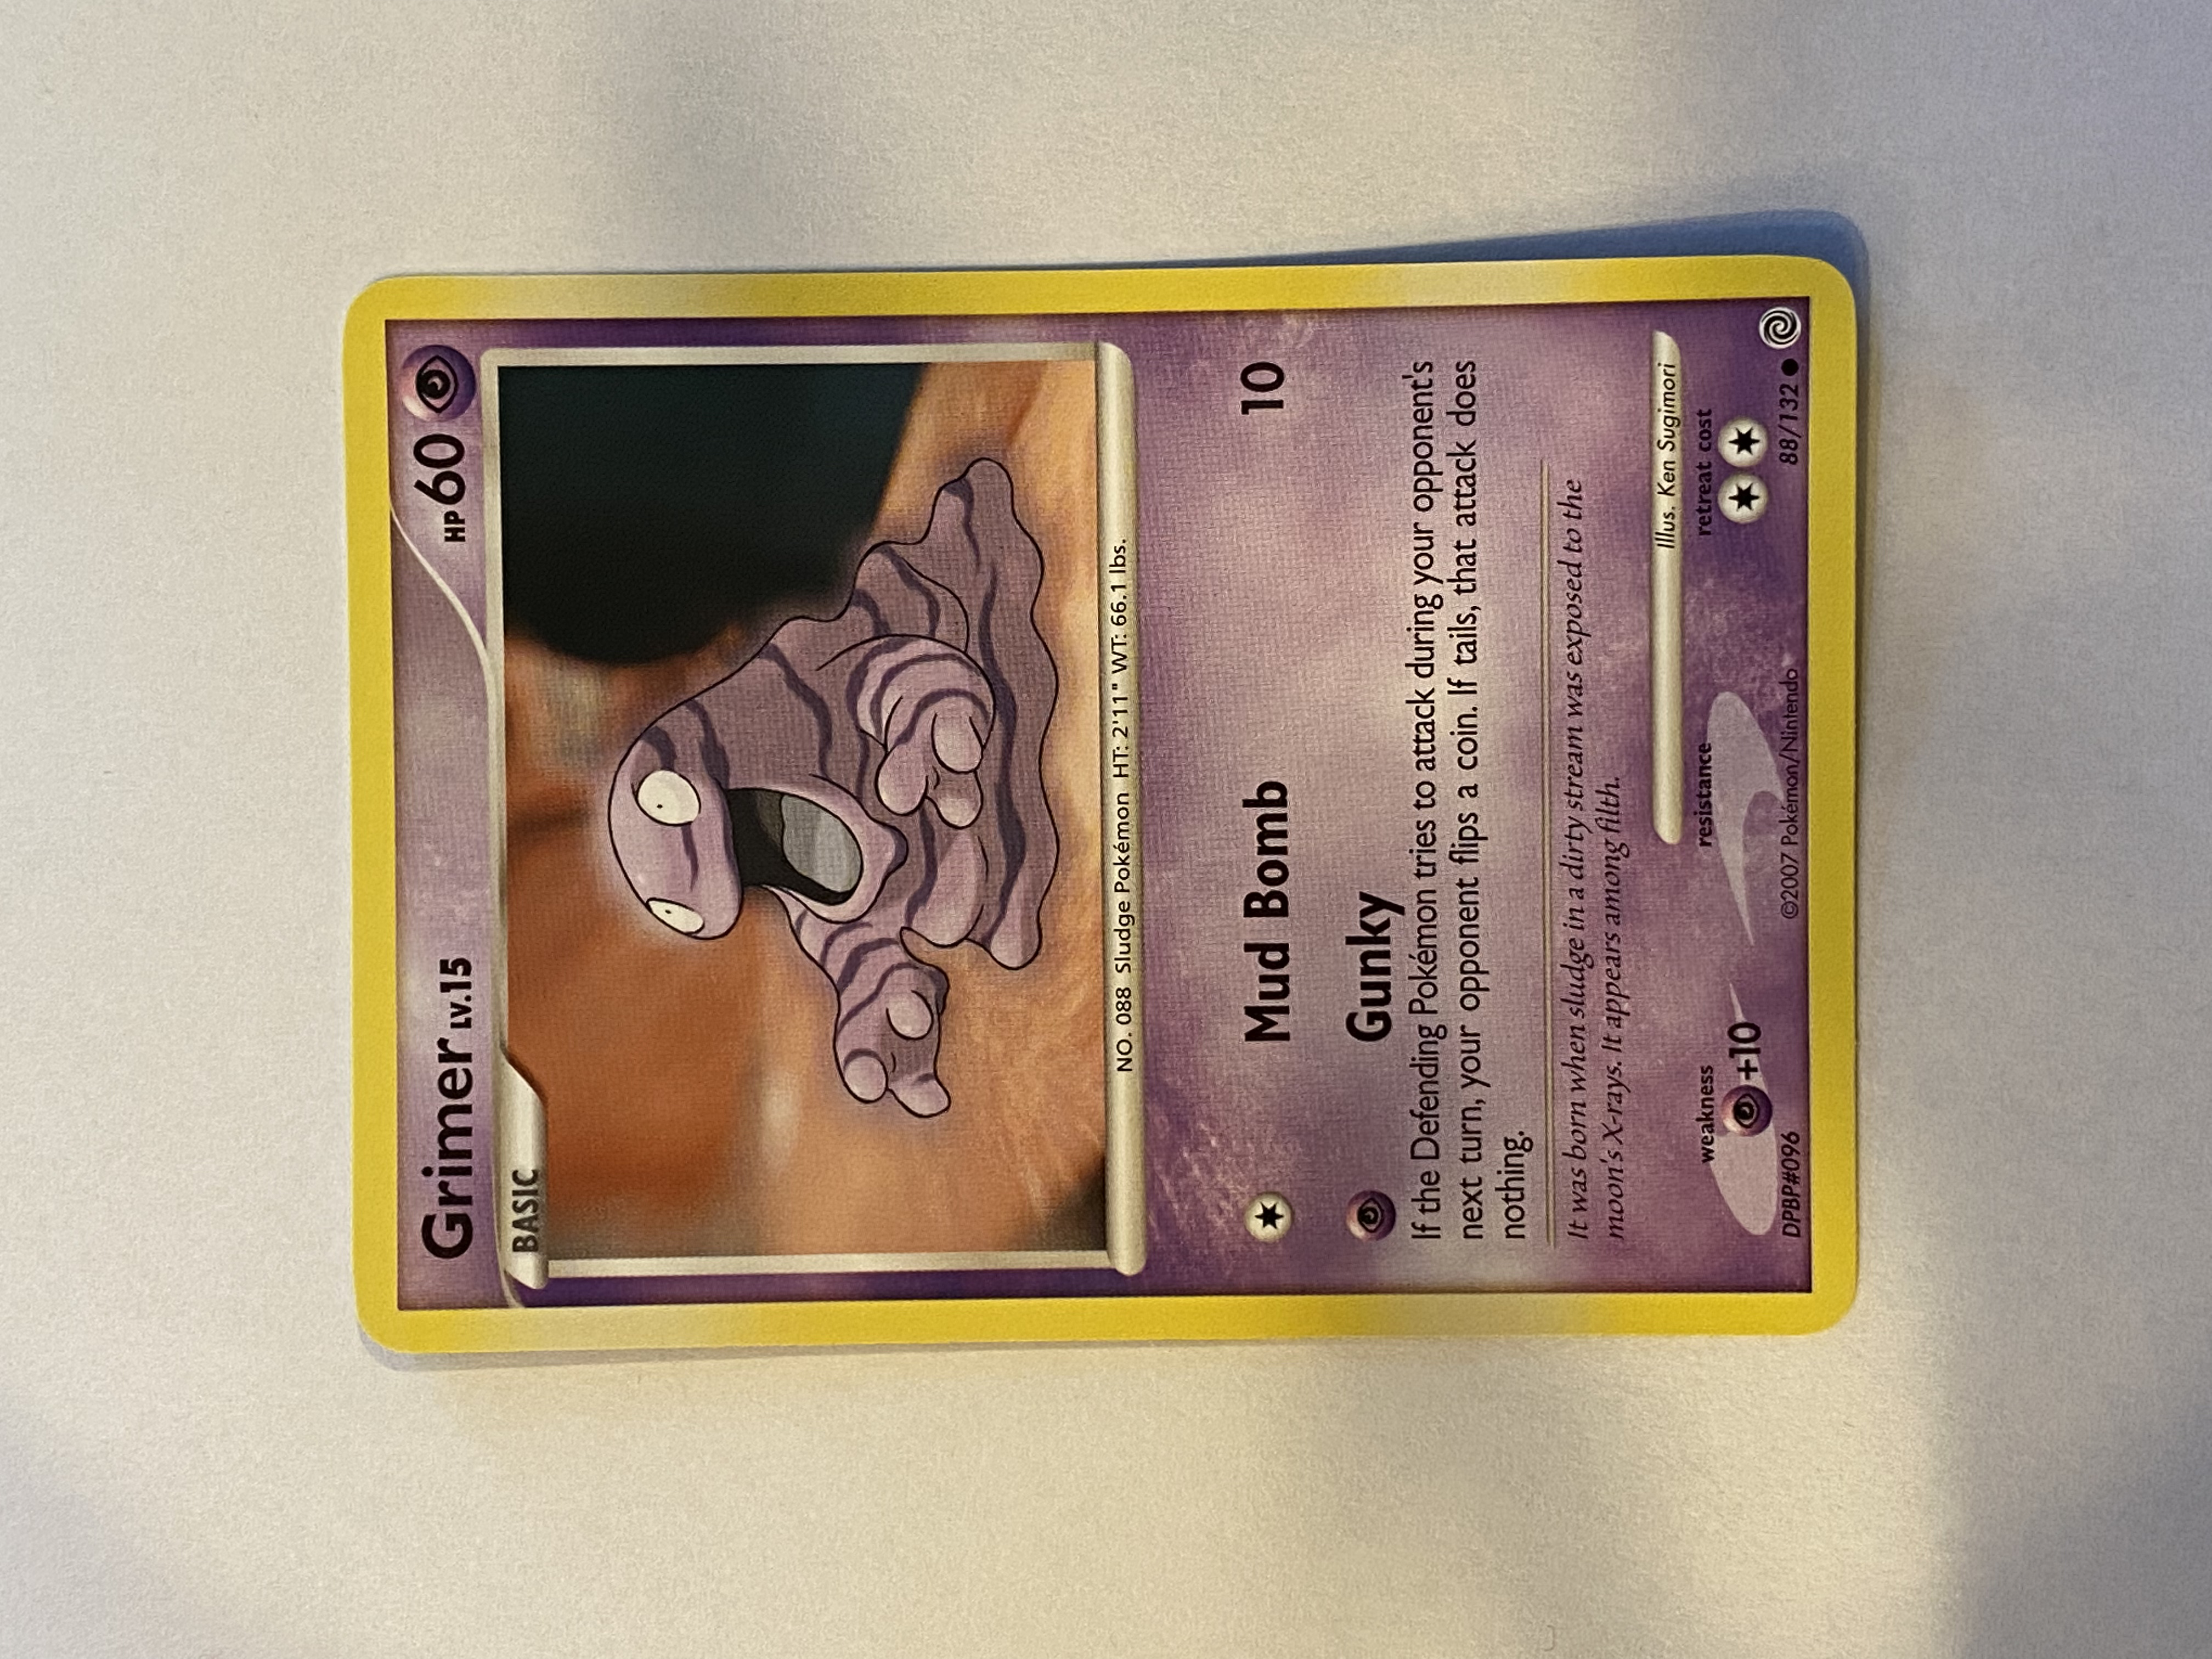 Grimer LV.15 HP 60
BASIC
NO. 088 Sludge Pokémon HT: 2'11" WT: 66.1 lbs.
Mud Bomb 10
Gunky
If the Defending Pokémon tries to attack during your opponent's
next turn, your opponent flips a coin. If tails, that attack does
nothing.
It was born when sludge in a dirty stream was exposed to the
moon's X-rays. It appears among filth.
Illus. Ken Sugimori
weakness resistance retreat cost
+10
DPBP#096 ©2007 Pokémon/Nintendo 88/132